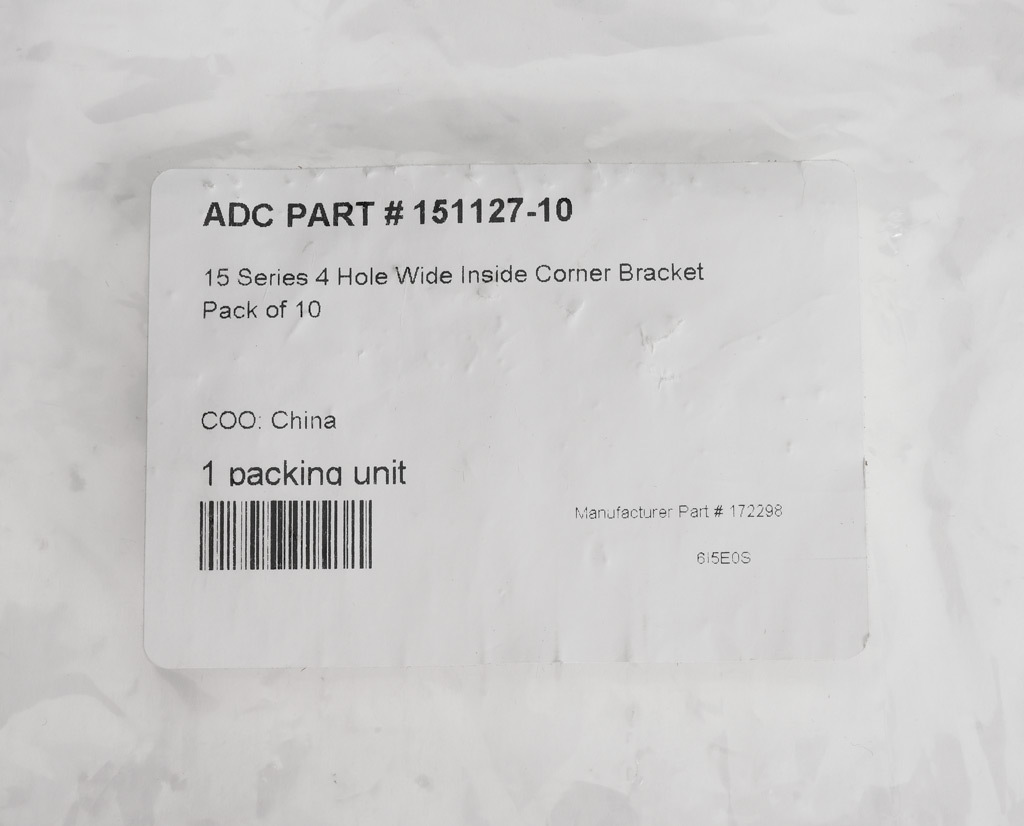 ADC PART # 151127-10
15 Series 4 Hole Wide Inside Corner Bracket
Pack of 10
COO: China
1 packing unit
Manufacturer Part # 172298
6I5E0S